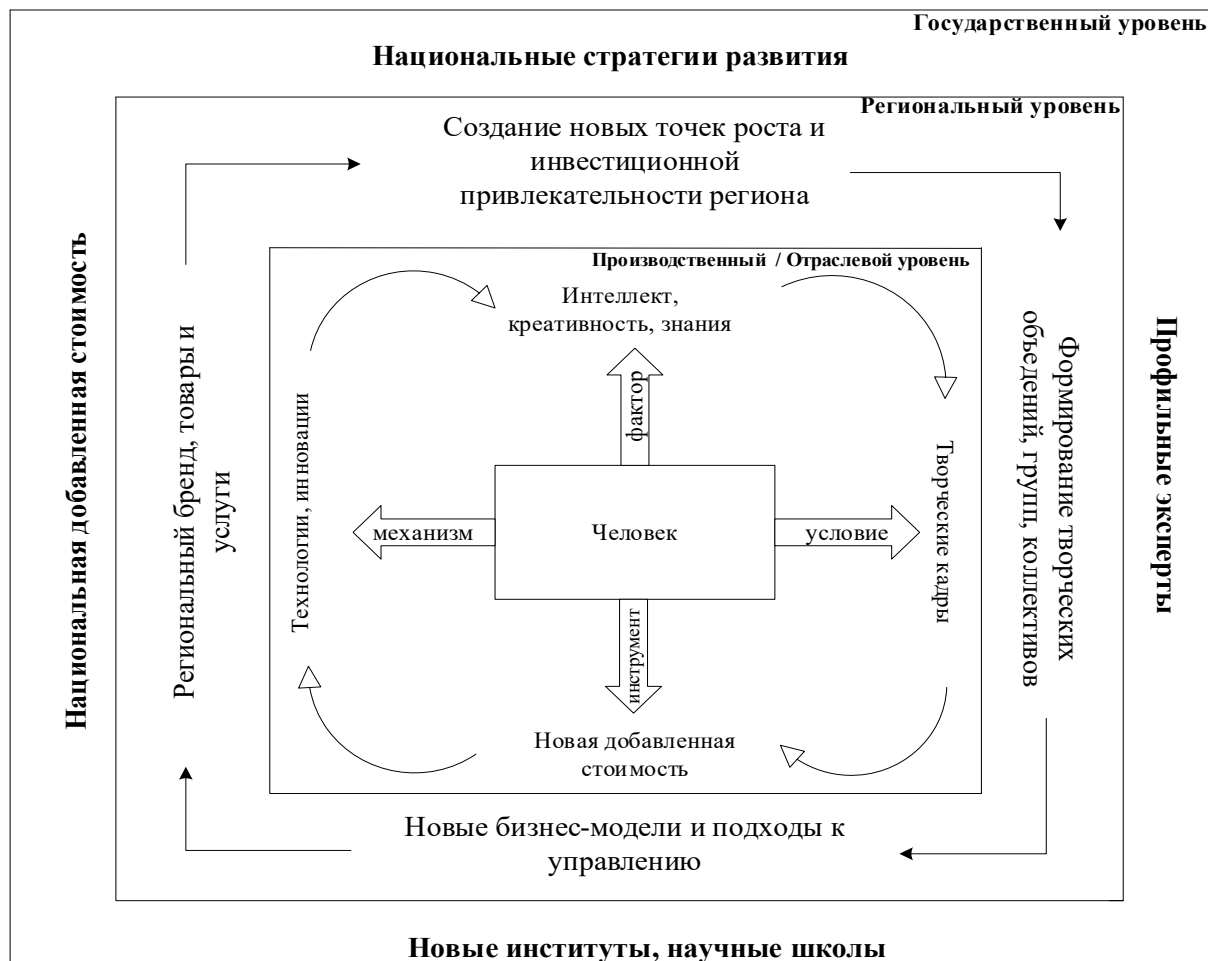 Государственный уровень
Национальные стратегии развития
Региональный уровень
Создание новых точек роста и
инвестиционной
привлекательности региона
Производственный / Отраслевой уровень
Интеллект,
креативность, знания
фактор
Национальная добавленная стоимость
Региональный бренд, товары и
услуги
Технологии, инновации
механизм
Человек
условие
Творческие кадры
Формирование творческих
объедений, групп, коллективов
Профильные эксперты
инструмент
Новая добавленная
стоимость
Новые бизнес-модели и подходы к
управлению
Новые институты, научные школы